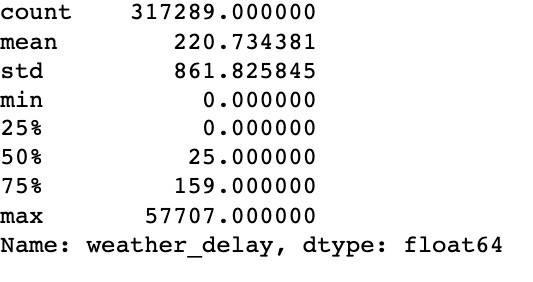 count    317289.000000
mean        220.734381
std         861.825845
min           0.000000
25%           0.000000
50%          25.000000
75%         159.000000
max       57707.000000
Name: weather_delay, dtype: float64